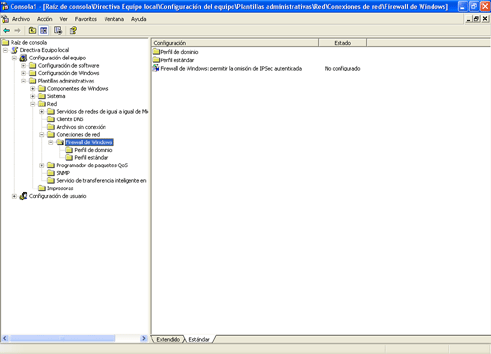 Consola1 - [Raíz de consola\Directiva Equipo local\Configuración del equipo\Plantillas administrativas\Red\Conexiones de red\Firewall de Windows]
Archivo Acción Ver Favoritos Ventana Ayuda
Raíz de consola
Directiva Equipo local
Configuración del equipo
Configuración de software
Configuración de Windows
Plantillas administrativas
Componentes de Windows
Sistema
Red
Servicios de redes de igual a igual de Mi
Cliente DNS
Archivos sin conexión
Conexiones de red
Firewall de Windows
Perfil de dominio
Perfil estándar
Programador de paquetes QoS
SNMP
Servicio de transferencia inteligente en
Impresoras
Configuración de usuario
Configuración Estado
Perfil de dominio
Perfil estándar
Firewall de Windows: permitir la omisión de IPSec autenticada No configurado
Extendido Estándar